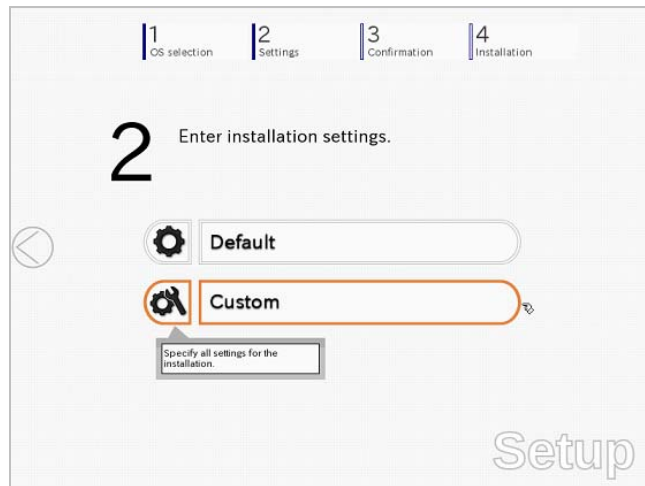 1
OS selection
2
Settings
3
Confirmation
4
Installation
2
Enter installation settings.
Default
Custom
Specify all settings for the
installation.
Setup